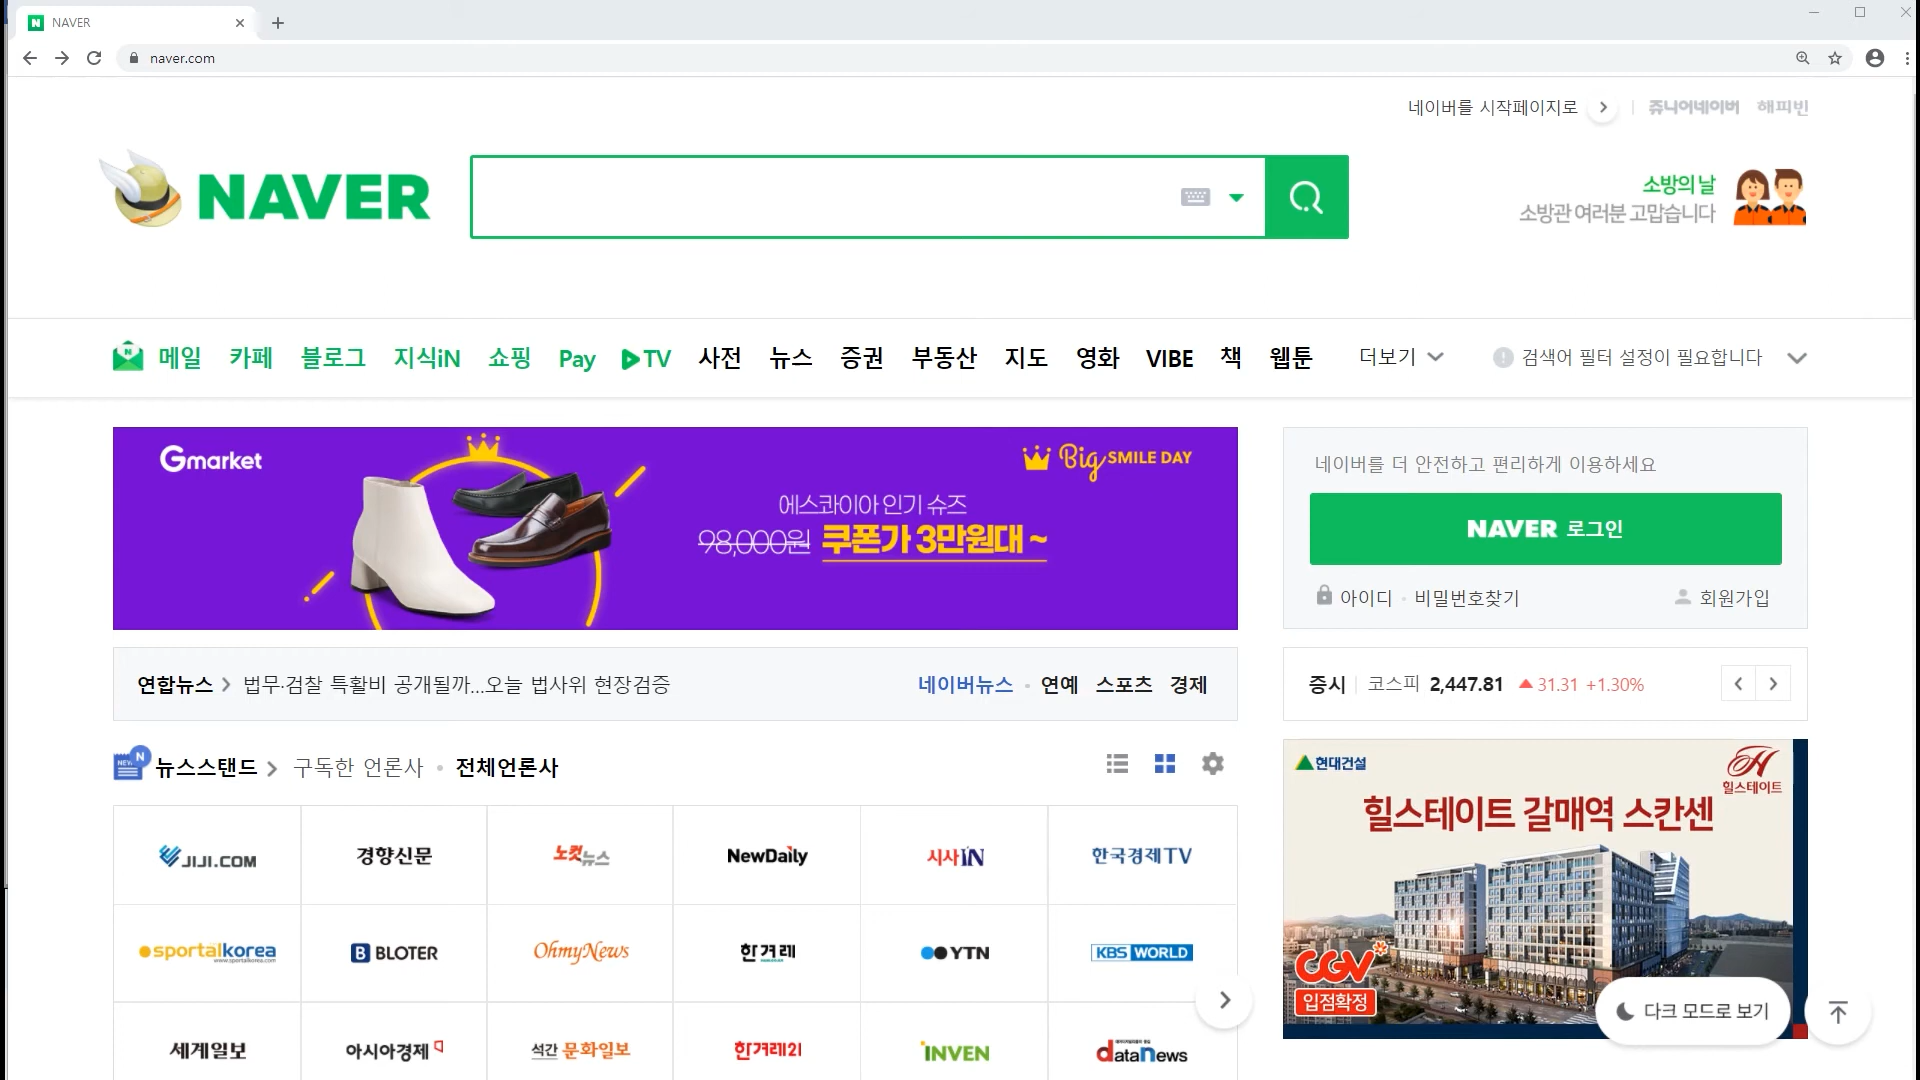 NAVER
naver.com
네이버를 시작페이지로
쥬니어네이버 해피빈
NAVER
소방의 날
소방관 여러분 고맙습니다
메일 카페 블로그 지식iN 쇼핑 Pay TV 사전 뉴스 증권 부동산 지도 영화 VIBE 책 웹툰 더보기
검색어 필터 설정이 필요합니다
Gmarket
Big SMILE DAY
에스콰이아 인기 슈즈
98,000원 쿠폰가 3만원대 ~
네이버를 더 안전하고 편리하게 이용하세요
NAVER 로그인
아이디 · 비밀번호찾기 회원가입
연합뉴스 > 법무·검찰 특활비 공개될까...오늘 법사위 현장검증
네이버뉴스 · 연예 스포츠 경제
증시 코스피 2,447.81 ▲ 31.31 +1.30%
뉴스스탠드 > 구독한 언론사 · 전체언론사
JIJI.COM 경향신문 노컷뉴스 NewDaily 시사IN 한국경제TV
sportalkorea BLOTER OhmyNews 한겨레 YTN KBS WORLD
세계일보 아시아경제 석간 문화일보 한겨레21 INVEN dataNews
현대건설
힐스테이트
힐스테이트 갈매역 스칸센
CGV
입점확정
다크 모드로 보기